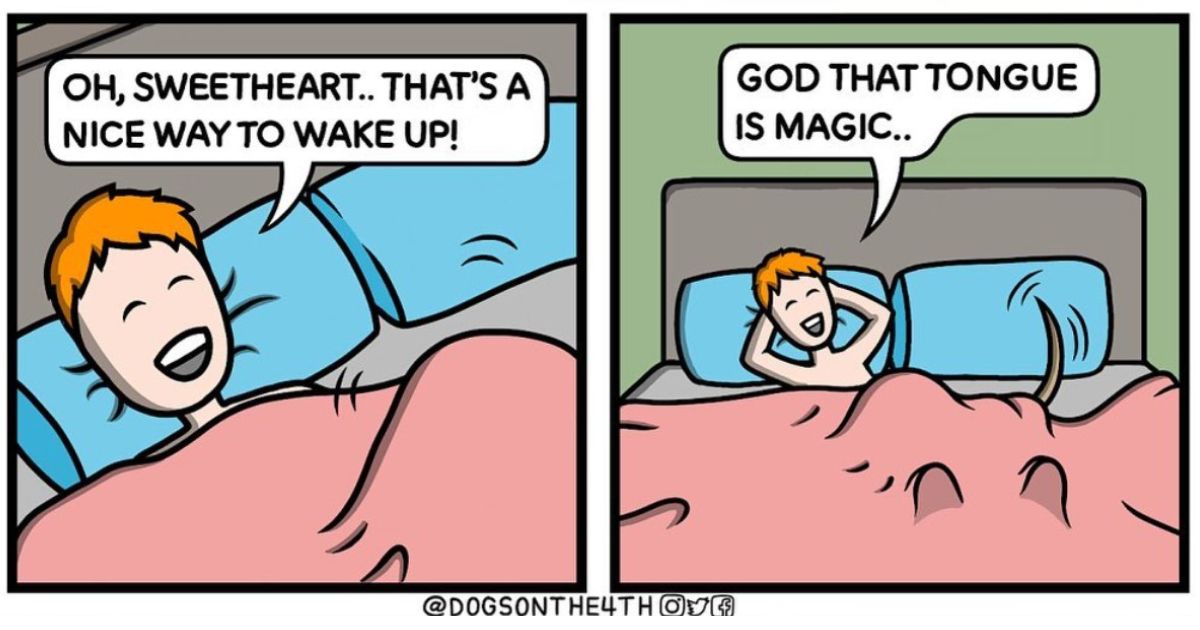 OH, SWEETHEART.. THAT'S A
NICE WAY TO WAKE UP!
GOD THAT TONGUE
IS MAGIC..
@DOGSONTHE4TH